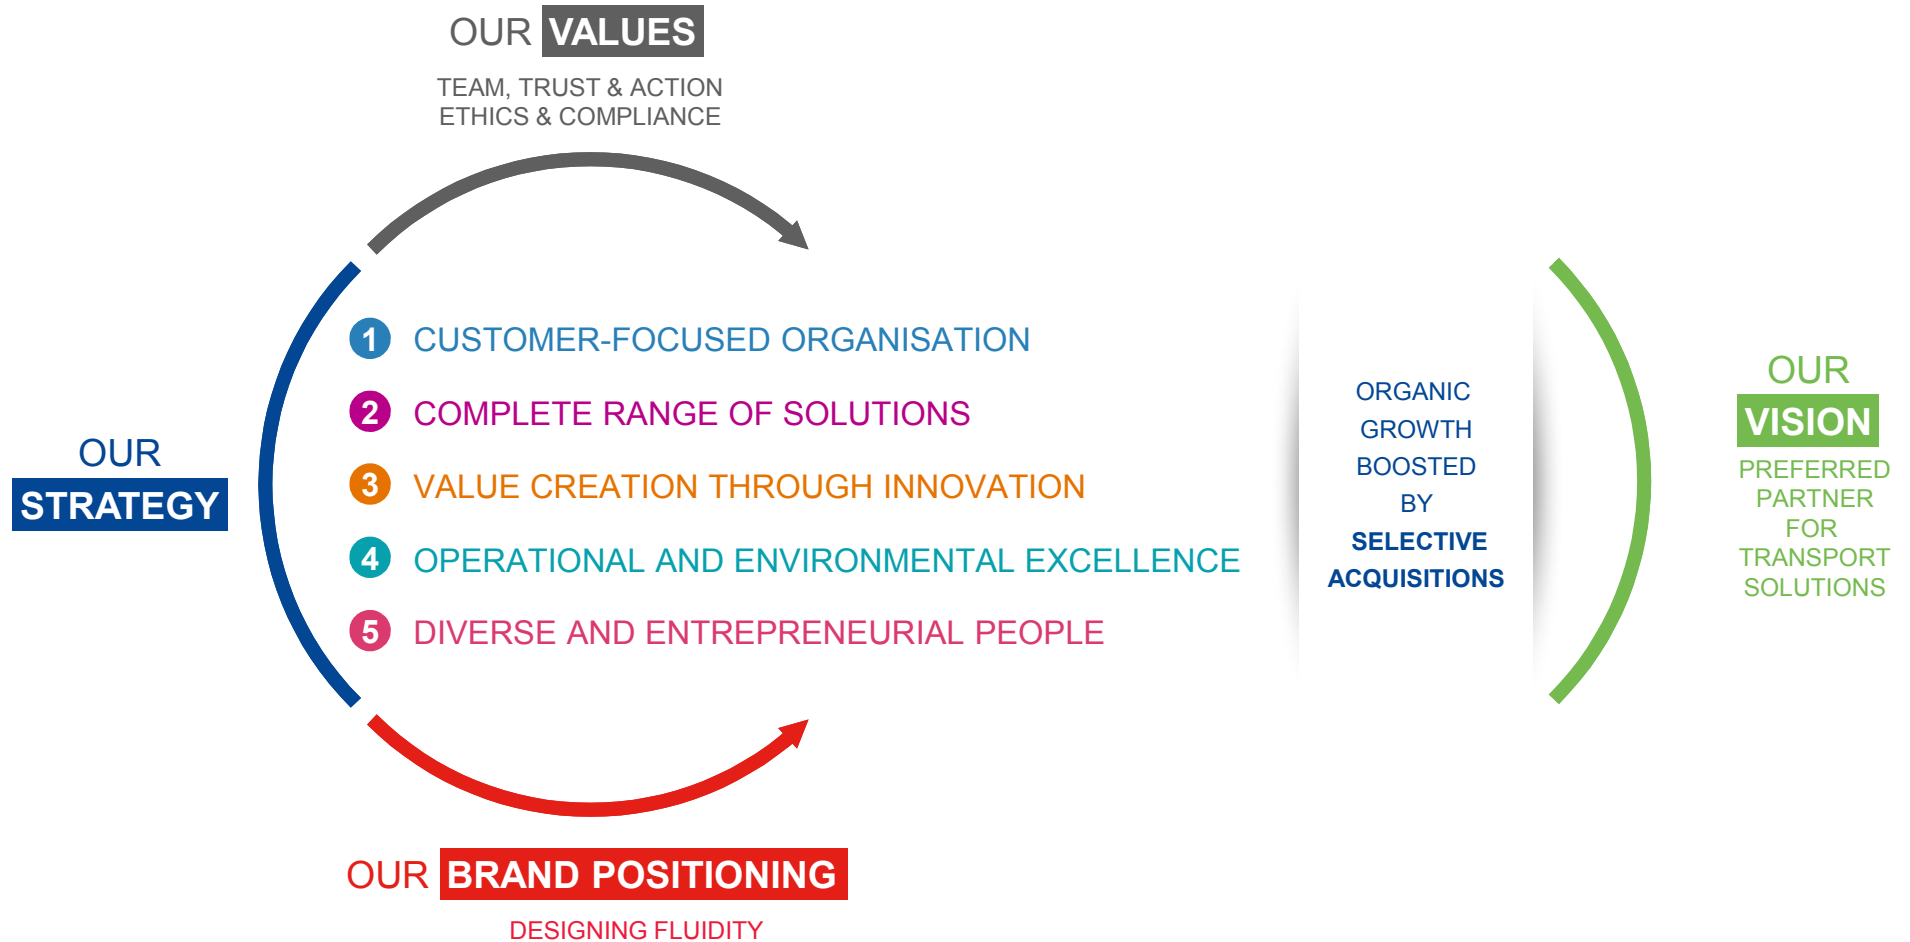 OUR VALUES
TEAM, TRUST & ACTION
ETHICS & COMPLIANCE
OUR
STRATEGY
1 CUSTOMER-FOCUSED ORGANISATION
2 COMPLETE RANGE OF SOLUTIONS
3 VALUE CREATION THROUGH INNOVATION
4 OPERATIONAL AND ENVIRONMENTAL EXCELLENCE
5 DIVERSE AND ENTREPRENEURIAL PEOPLE
ORGANIC
GROWTH
BOOSTED
BY
SELECTIVE
ACQUISITIONS
OUR
VISION
PREFERRED
PARTNER
FOR
TRANSPORT
SOLUTIONS
OUR BRAND POSITIONING
DESIGNING FLUIDITY